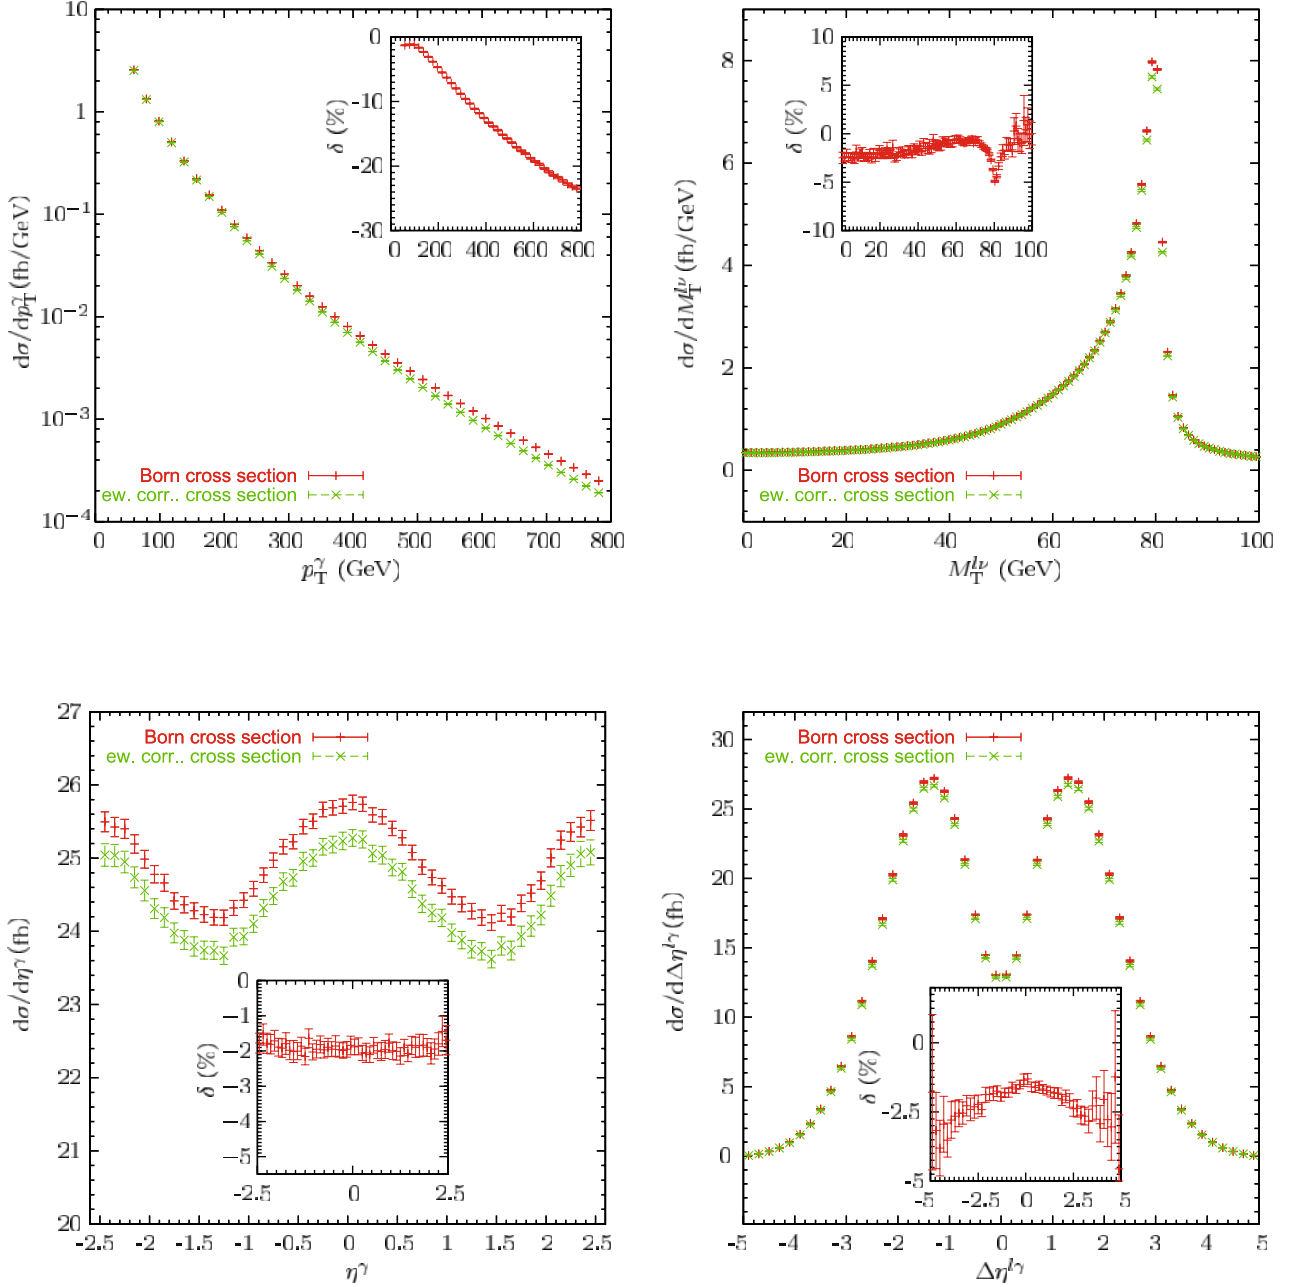 10
1
10⁻¹
10⁻²
10⁻³
10⁻⁴
dσ/dp_T^γ (fb/GeV)
0 100 200 300 400 500 600 700 800
p_T^γ (GeV)
Born cross section
ew. corr.. cross section
0
-10
-20
-30
δ (%)
0 200 400 600 800
8
6
4
2
0
dσ/dM_T^{lν} (fb/GeV)
0 20 40 60 80 100
M_T^{lν} (GeV)
Born cross section
ew. corr.. cross section
10
5
0
-5
-10
δ (%)
0 20 40 60 80 100
27
26
25
24
23
22
21
20
dσ/dη^γ (fb)
-2.5 -2 -1.5 -1 -0.5 0 0.5 1 1.5 2 2.5
η^γ
Born cross section
ew. corr.. cross section
0
−1
−2
−3
−4
−5
δ (%)
-2.5 0 2.5
30
25
20
15
10
5
0
dσ/dΔη^{lγ} (fb)
-5 -4 -3 -2 -1 0 1 2 3 4 5
Δη^{lγ}
Born cross section
ew. corr.. cross section
0
-2.5
-5
δ (%)
-5 -2.5 0 2.5 5